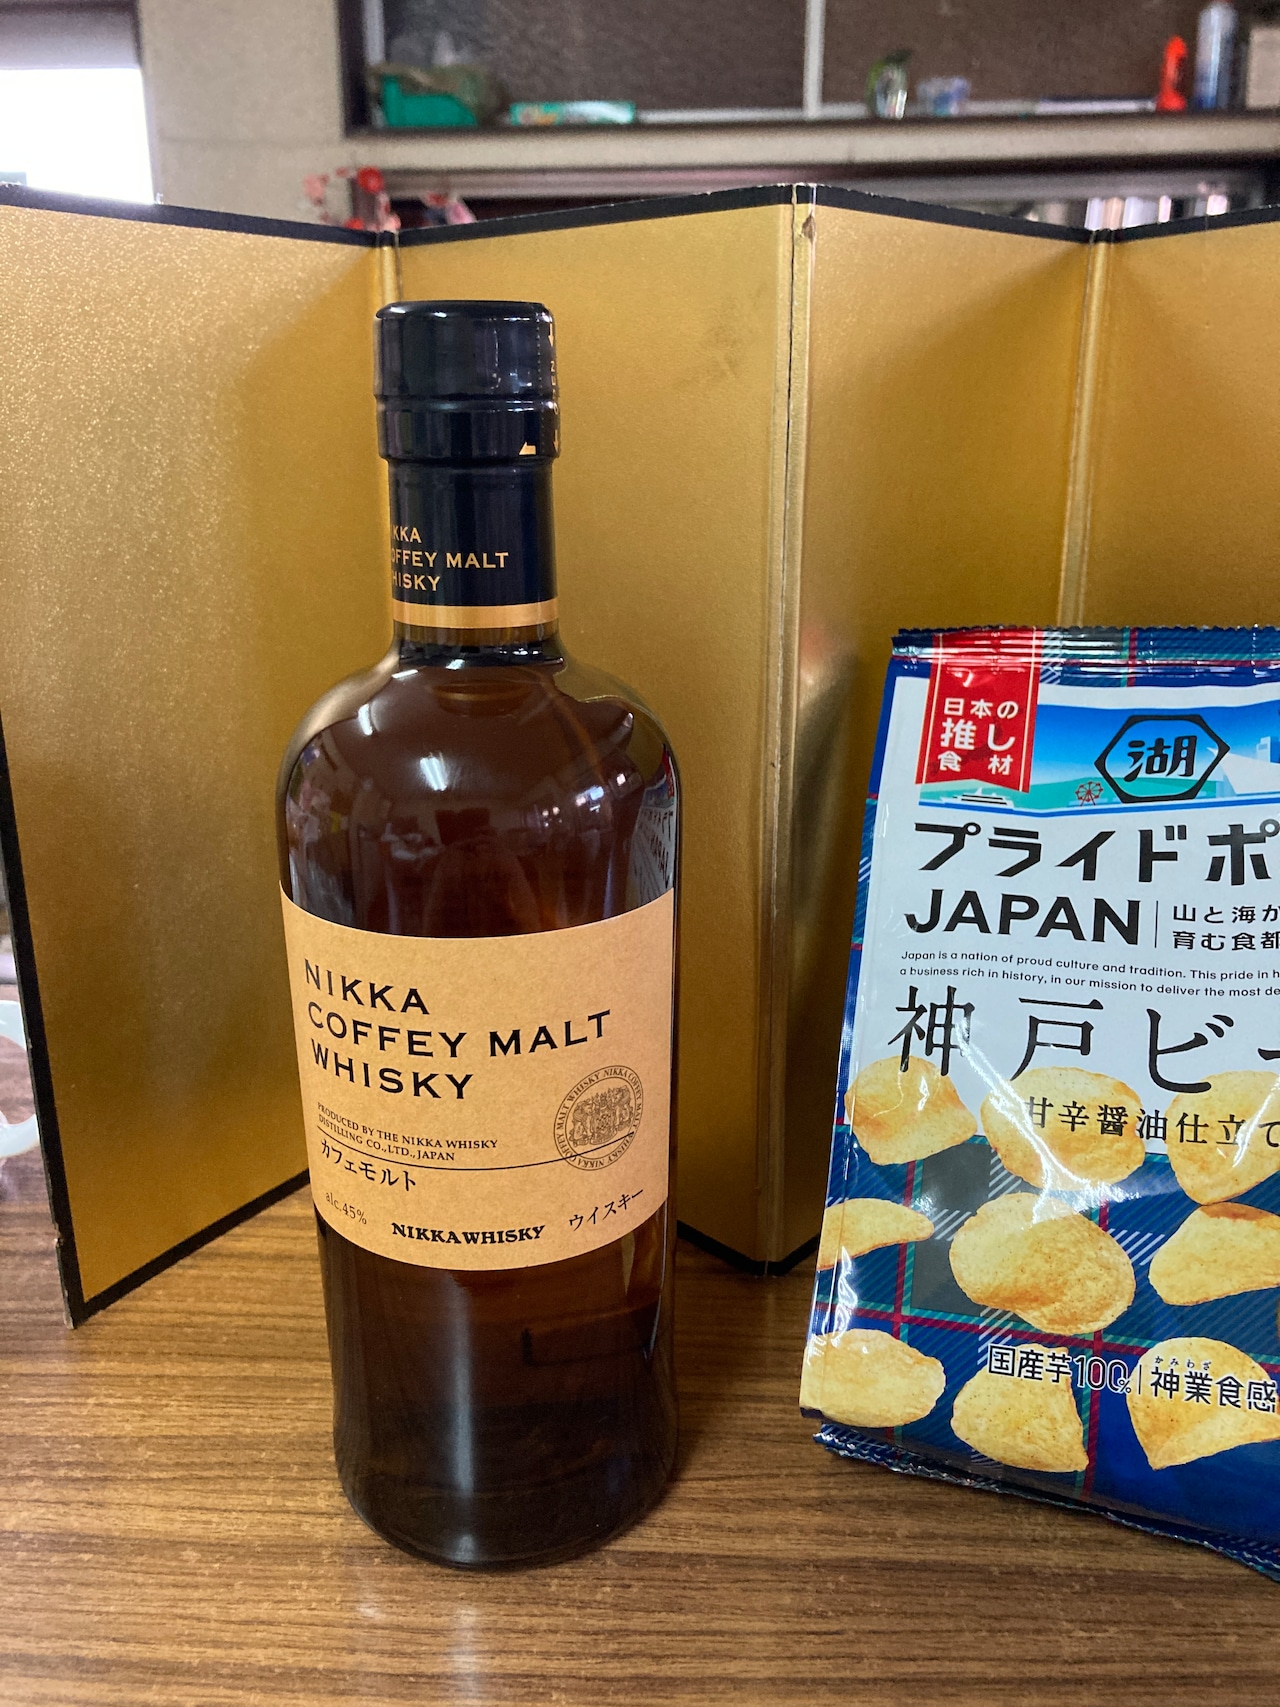 KKA
OFFEY MALT
HISKY
NIKKA
COFFEY MALT
WHISKY
PRODUCED BY THE NIKKA WHISKY
DISTILLING CO.,LTD.,JAPAN
カフェモルト
alc.45%
NIKKAWHISKY
ウイスキー
COFFEY MALT WHISKY NIKKA
日本の
推し
食材
湖
プライドポ
JAPAN
山と海か
育む食都
Japan is a nation of proud culture and tradition. This pride in h
a business rich in history, in our mission to deliver the most de
神戸ビー
甘辛醤油仕立て
国産芋100%
かみわざ
神業食感